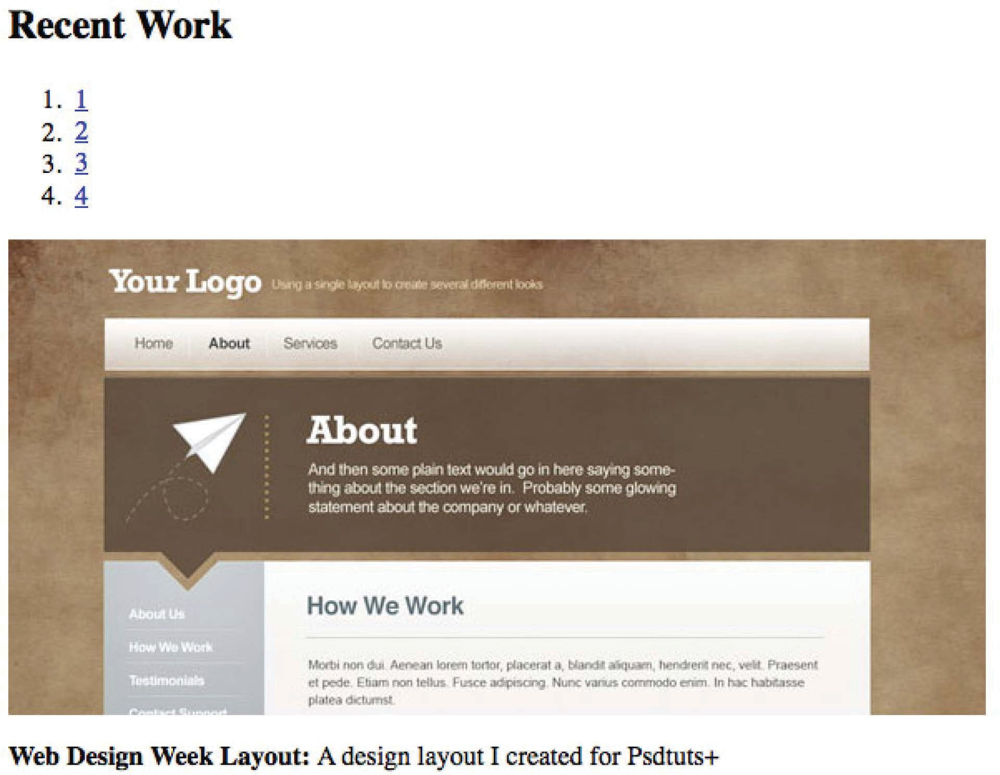 Recent Work
1. 1
2. 2
3. 3
4. 4
Your Logo Using a single layout to create several different looks
Home About Services Contact Us
About
And then some plain text would go in here saying some-
thing about the section we're in. Probably some glowing
statement about the company or whatever.
About Us
How We Work
Testimonials
Contact Support
How We Work
Morbi non dui. Aenean lorem tortor, placerat a, blandit aliquam, hendrerit nec, velit. Praesent
et pede. Etiam non tellus. Fusce adipiscing. Nunc varius commodo enim. In hac habitasse
platea dictumst.
Web Design Week Layout: A design layout I created for Psdtuts+